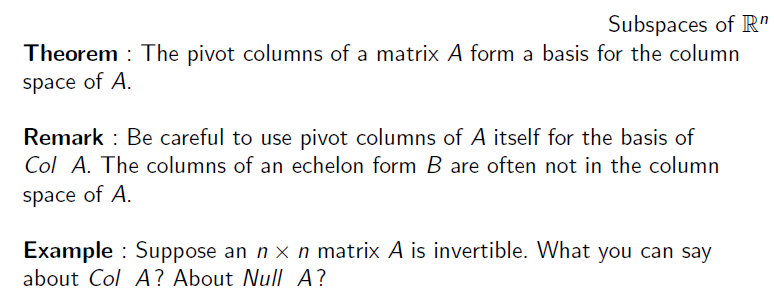 Subspaces of ℝⁿ
Theorem : The pivot columns of a matrix A form a basis for the column
space of A.
Remark : Be careful to use pivot columns of A itself for the basis of
Col A. The columns of an echelon form B are often not in the column
space of A.
Example : Suppose an n × n matrix A is invertible. What you can say
about Col A? About Null A?